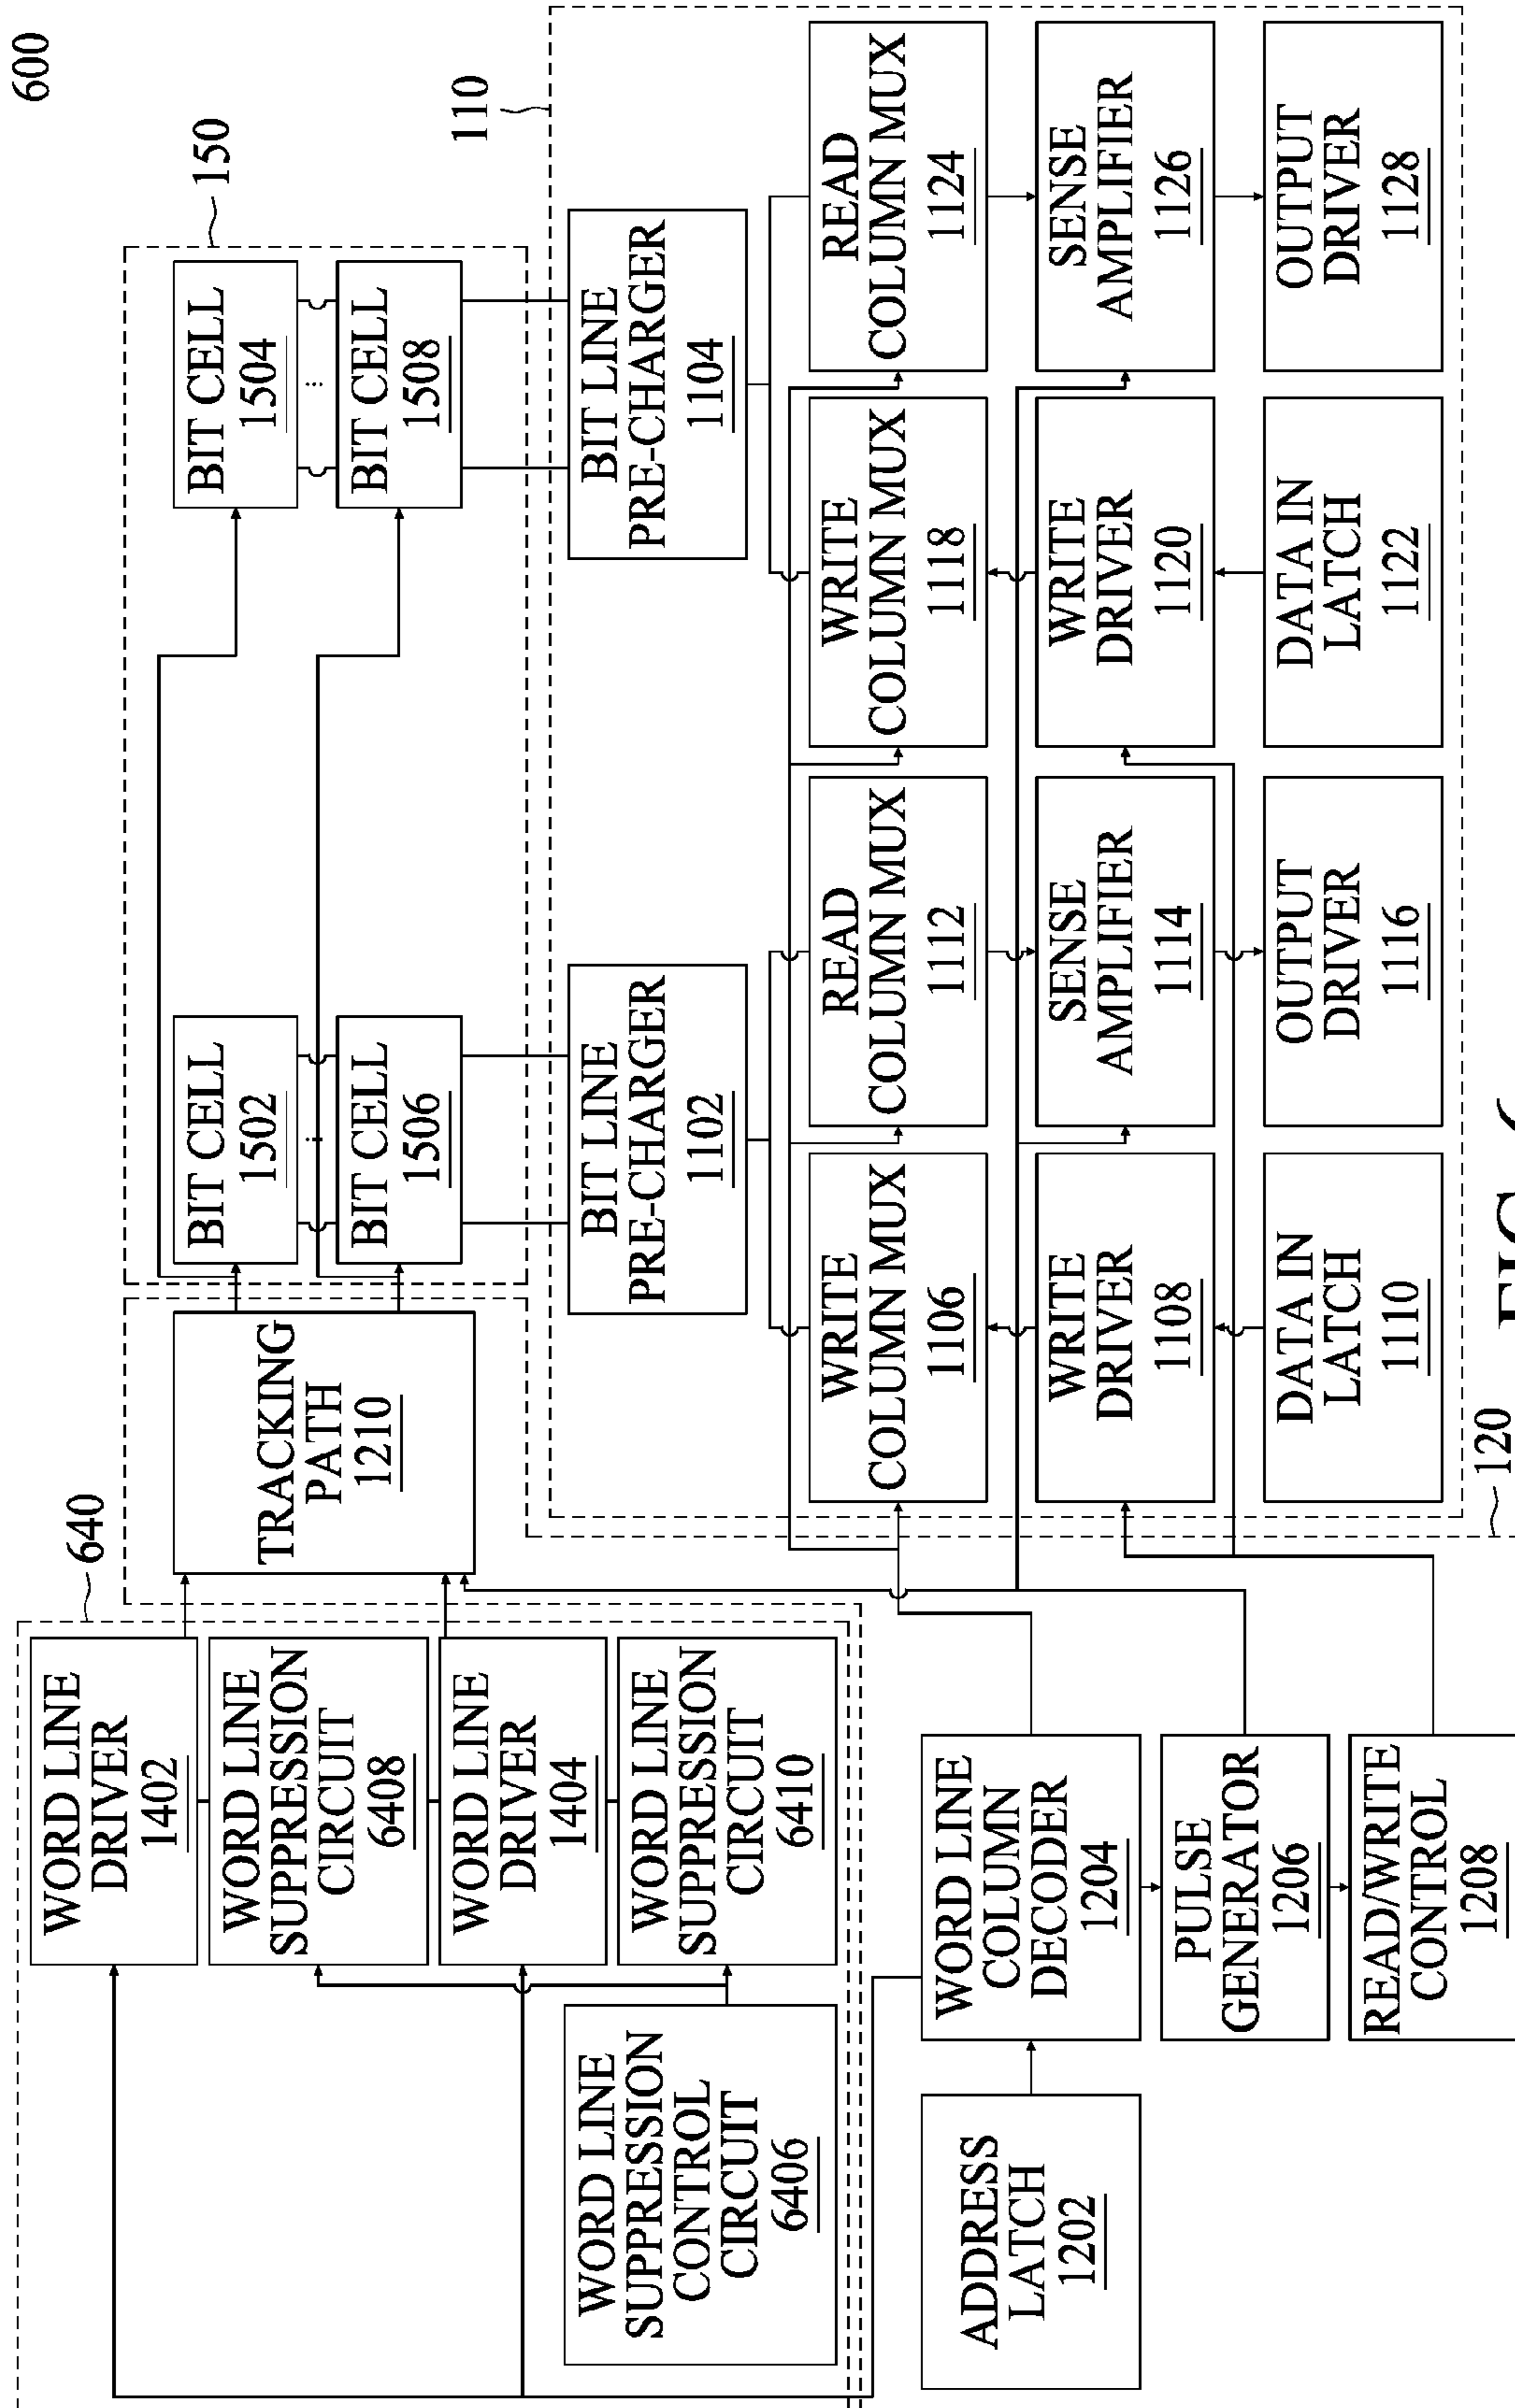 600
640
WORD LINE
DRIVER
1402
WORD LINE
SUPPRESSION
CIRCUIT
6408
WORD LINE
DRIVER
1404
WORD LINE
SUPPRESSION
CIRCUIT
6410
WORD LINE
SUPPRESSION
CONTROL
CIRCUIT
6406
ADDRESS
LATCH
1202
WORD LINE
COLUMN
DECODER
1204
PULSE
GENERATOR
1206
READ/WRITE
CONTROL
1208
TRACKING
PATH
1210
150
BIT CELL
1502
BIT CELL
1504
BIT CELL
1506
BIT CELL
1508
110
BIT LINE
PRE-CHARGER
1102
BIT LINE
PRE-CHARGER
1104
WRITE
COLUMN MUX
1106
READ
COLUMN MUX
1112
WRITE
COLUMN MUX
1118
READ
COLUMN MUX
1124
WRITE
DRIVER
1108
SENSE
AMPLIFIER
1114
WRITE
DRIVER
1120
SENSE
AMPLIFIER
1126
DATA IN
LATCH
1110
OUTPUT
DRIVER
1116
DATA IN
LATCH
1122
OUTPUT
DRIVER
1128
120